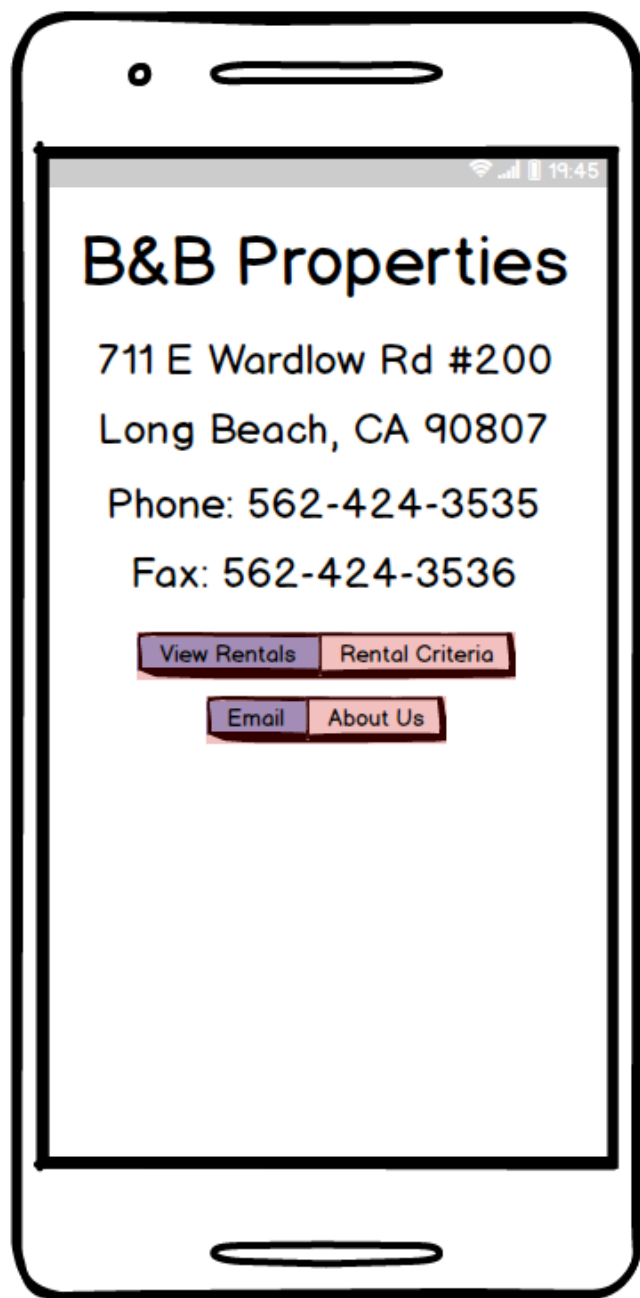 19:45
B&B Properties
711 E Wardlow Rd #200
Long Beach, CA 90807
Phone: 562-424-3535
Fax: 562-424-3536
View Rentals Rental Criteria
Email About Us